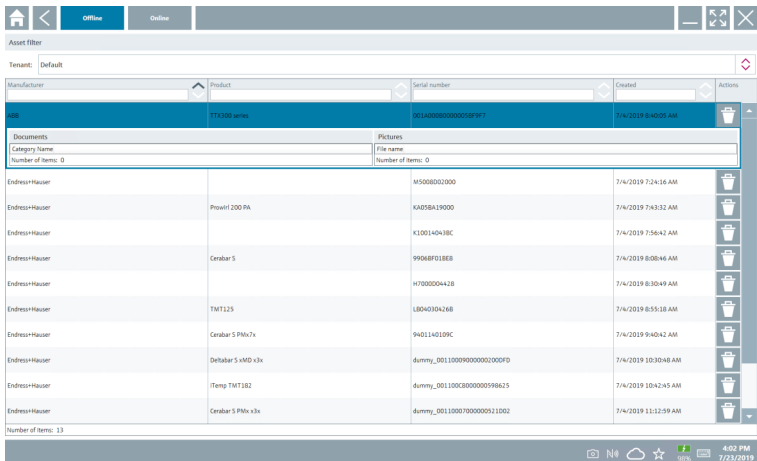 Offline Online
Asset filter
Tenant: Default
Manufacturer Product Serial number Created Actions
ABB TTX300 series 7/4/2019 6:40:05 AM
Documents Pictures
Category Name File name
Number of Items: 0 Number of Items: 0
Endress+Hauser M5008D02000 7/4/2019 7:24:16 AM
Endress+Hauser Prowirl 200 PA KA05BA19000 7/4/2019 7:43:32 AM
Endress+Hauser K10014043BC 7/4/2019 7:56:42 AM
Endress+Hauser Cerabar S 9906BF01BEB 7/4/2019 8:08:46 AM
Endress+Hauser H7000D04428 7/4/2019 8:30:49 AM
Endress+Hauser TMT125 LB04030426B 7/4/2019 8:55:18 AM
Endress+Hauser Cerabar S PMx7x 9401140109C 7/4/2019 9:40:42 AM
Endress+Hauser Deltabar S xMD x3x dummy_00110009000000200DFD 7/4/2019 10:30:48 AM
Endress+Hauser iTemp TMT182 dummy_001100C8000000598625 7/4/2019 10:42:45 AM
Endress+Hauser Cerabar S PMx x3x dummy_00110007000000521D02 7/4/2019 11:12:59 AM
Number of Items: 13
98% 4:02 PM
7/23/2019